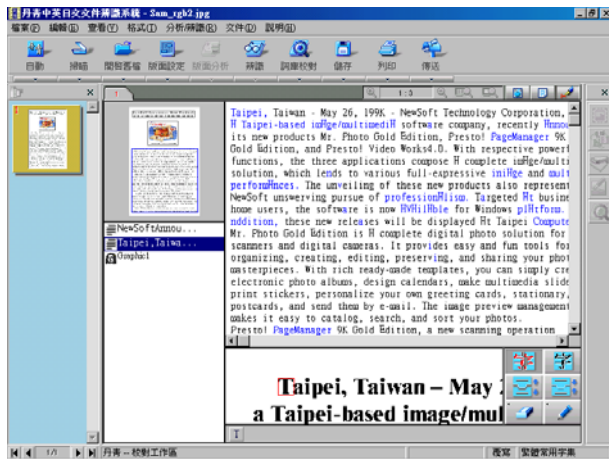 丹青中英日文文件辨識系統 - Sam_rgb2.jpg
檔案(F) 編輯(E) 查看(V) 格式(T) 分析/辨識(R) 文件(D) 說明(H)
自動 掃瞄 開啟舊檔 版面設定 版面分析 辨識 詞庫校對 儲存 列印 傳送
1 1:3
Taipei, Taiwan - May 26, 199K - NewSoft Technology Corporation,
H Taipei-based imHge/multimediH software company, recently Hnnou
its new products Mr. Photo Gold Edition, Presto! PageManager 9K
Gold Edition, and Presto! Video Works4.D. With respective powerf
functions, the three applications compose H complete imHge/multi
solution, which lends to various full-expressive iniHge and mult
performHnces. The unveiling of these new products also represent
NewSoft unswerving pursue of professionHlism. Targeted Ht busine
home users, the software is now HVHilHble for Windows plHtform.
nddition, these new releases will be displayed Ht Taipei Compute
Mr. Photo Gold Edition is H complete digital photo solution for
scanners and digital cameras. It provides easy and fun tools for
organizing, creating, editing, preserving, and sharing your phot
masterpieces. With rich ready-made templates, you can simply cre
electronic photo albums, design calendars, make multimedia slide
print stickers, personalize your own greeting cards, stationary,
postcards, and send them by e-mail. The image preview management
makes it easy to catalog, search, and sort your photos.
Presto! PageManager 9K Gold Edition, a new scanning operation
NewSoftAnnou...
Taipei,Taiwa...
Graphic1
Taipei, Taiwan – May 2
a Taipei-based image/mul
T
1/1 丹青 -- 校對工作區 覆寫 繁體常用字集